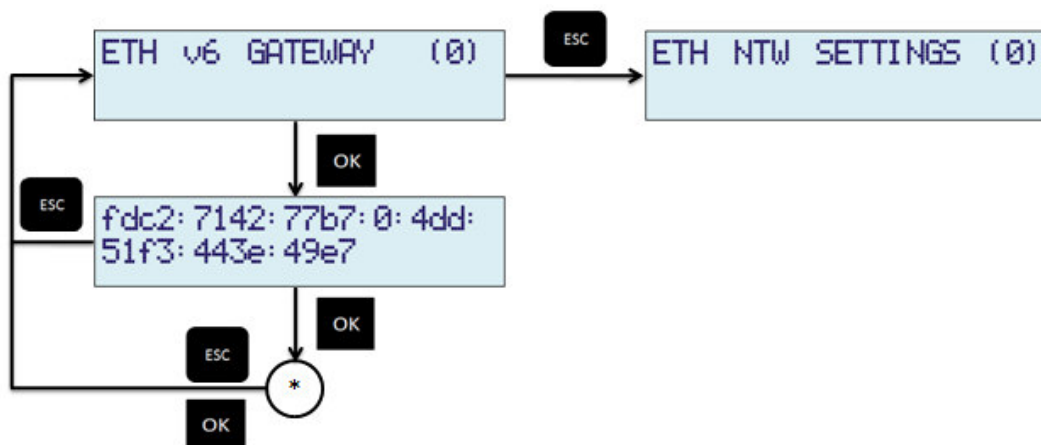 ETH v6 GATEWAY (0)
ESC
ETH NTW SETTINGS (0)
OK
ESC
fdc2:7142:77b7:0:4dd:
51f3:443e:49e7
OK
ESC
*
OK